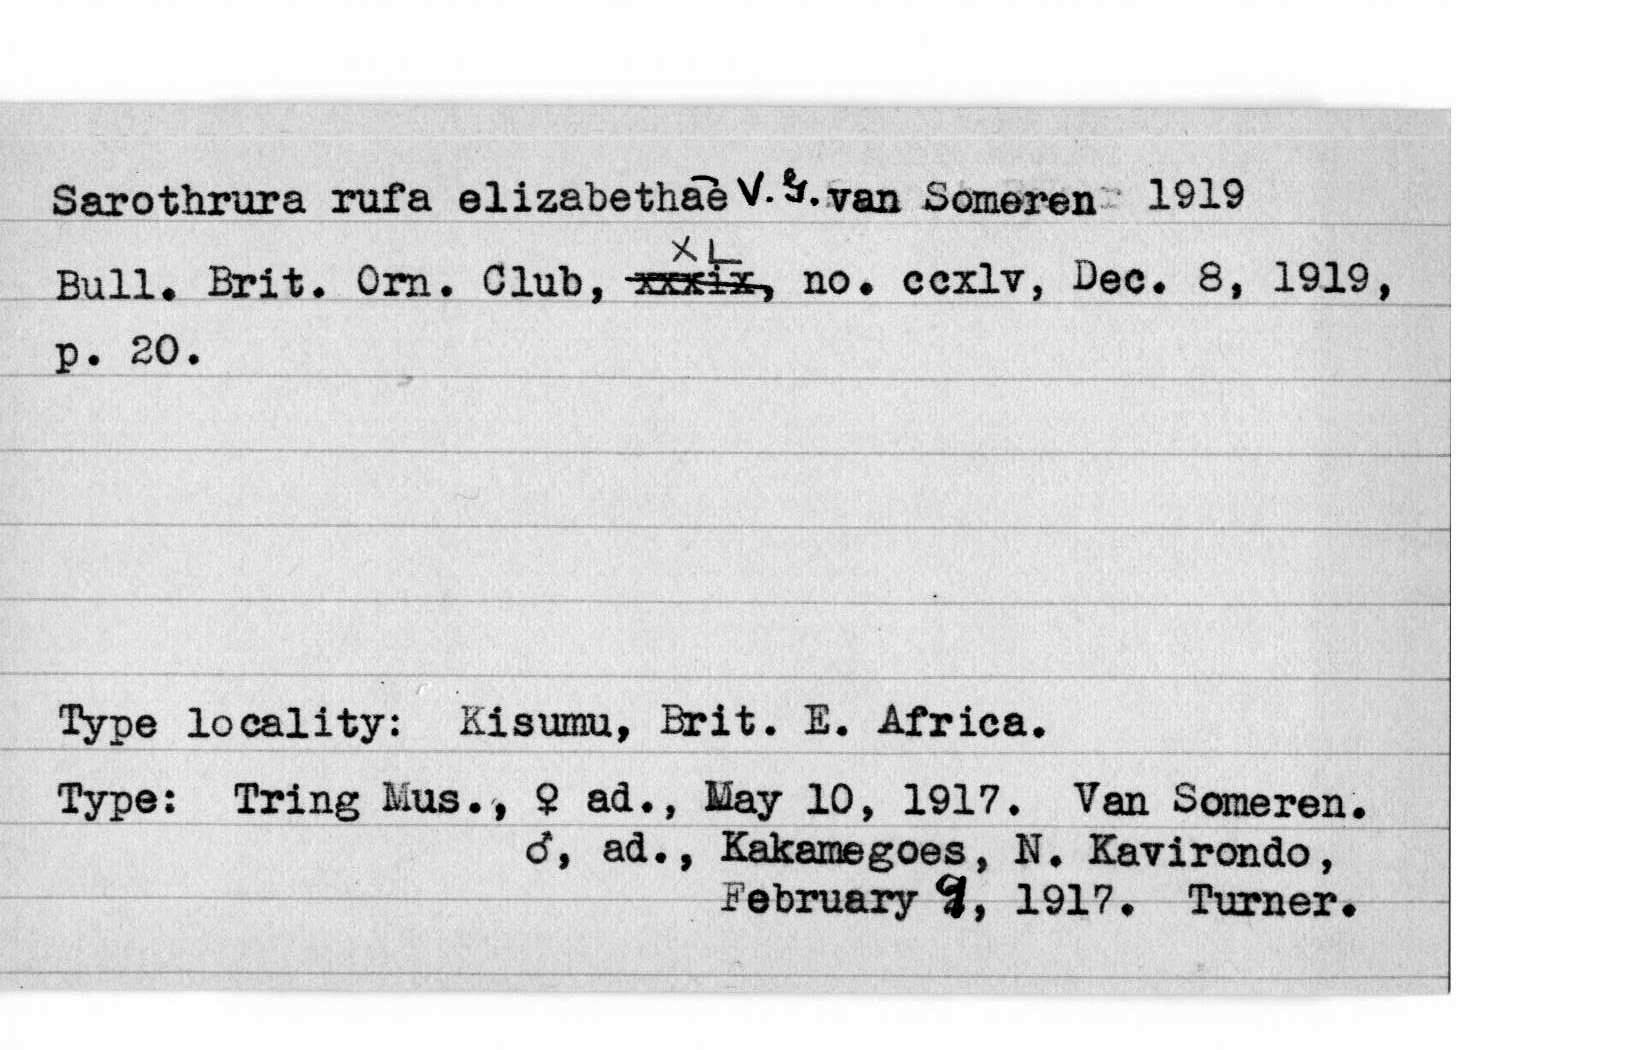 Sarothrura rufa elizabethae V. G. van Someren 1919
XL
Bull. Brit. Orn. Club, xxxix, no. ccxlv, Dec. 8, 1919,
p. 20.
Type locality: Kisumu, Brit. E. Africa.
Type: Tring Mus., ♀ ad., May 10, 1917. Van Someren.
♂, ad., Kakamegoes, N. Kavirondo,
February 9, 1917. Turner.